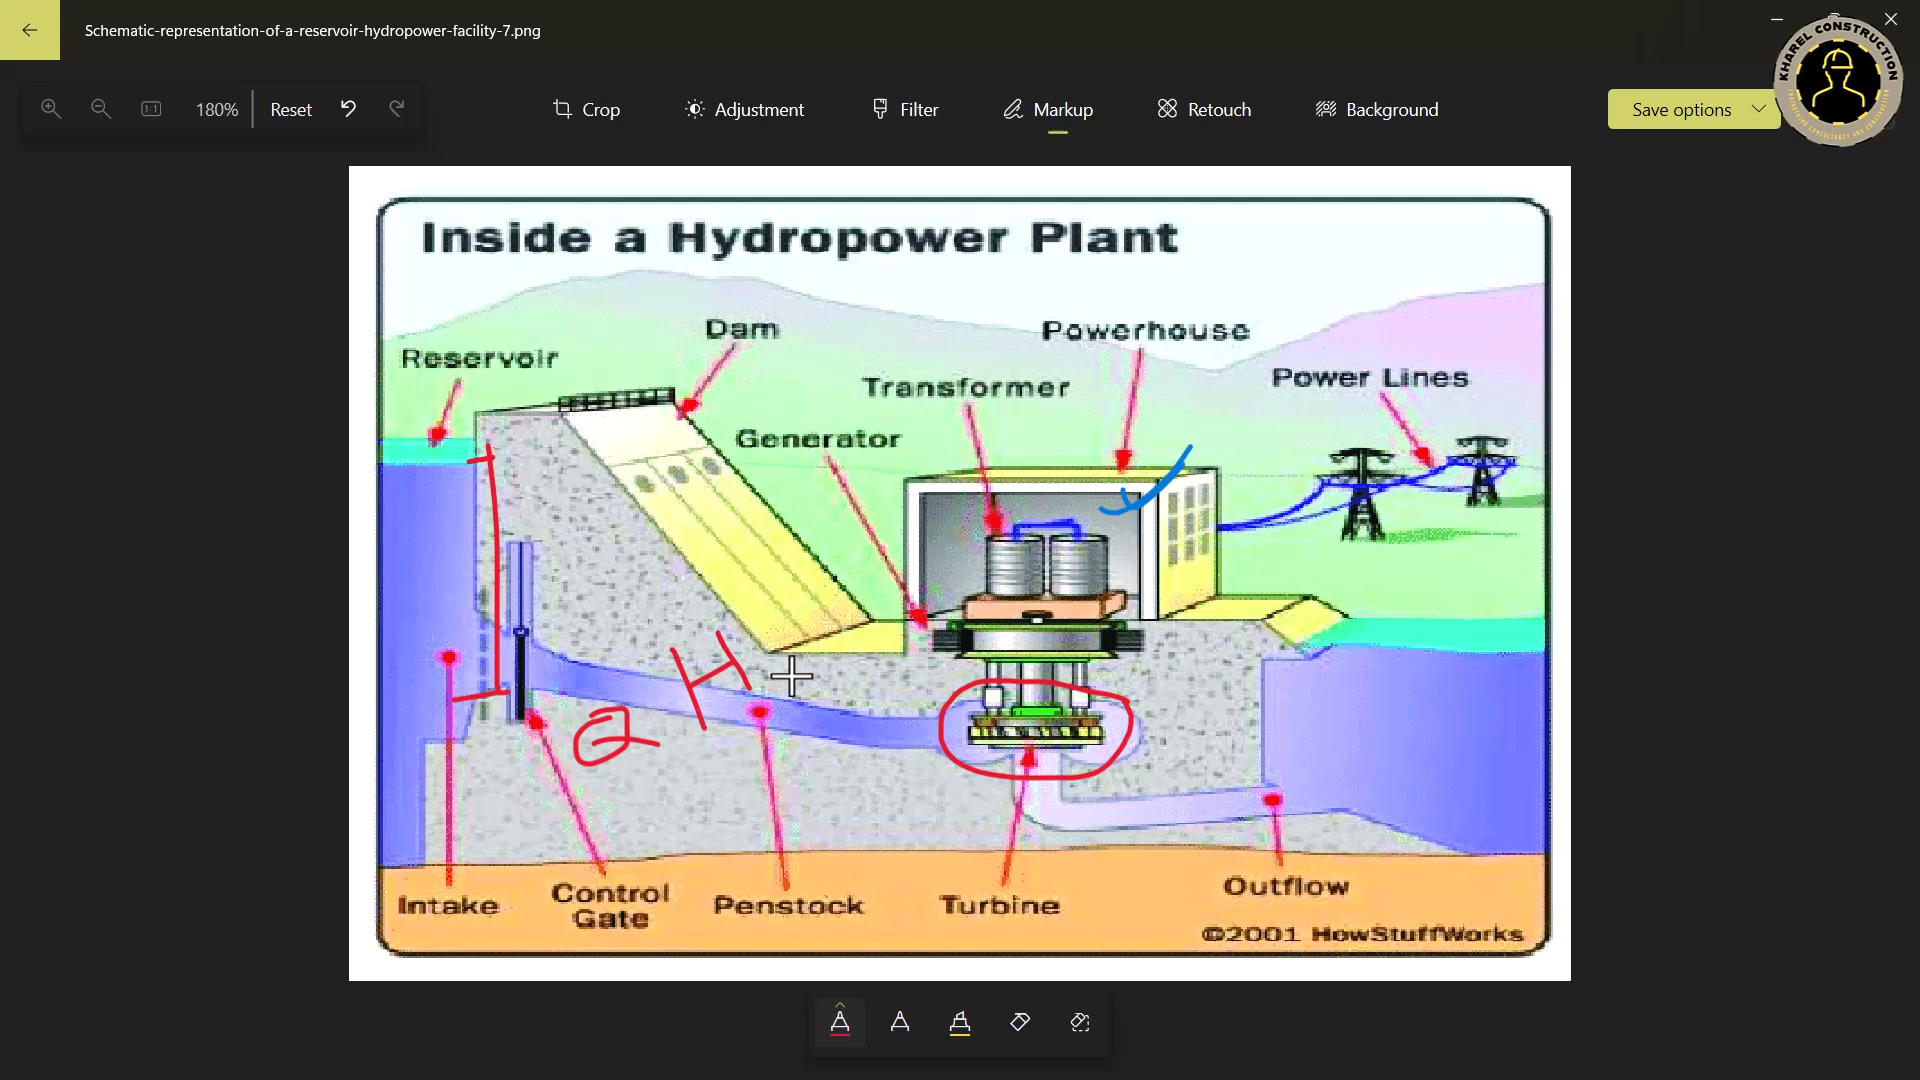 Schematic-representation-of-a-reservoir-hydropower-facility-7.png
KHAREL CONSTRUCTION
180%
Reset
Crop
Adjustment
Filter
Markup
Retouch
Background
Save options
Inside a Hydropower Plant
Dam
Powerhouse
Reservoir
Transformer
Power Lines
Generator
H
Q
Intake
Control
Gate
Penstock
Turbine
Outflow
©2001 HowStuffWorks